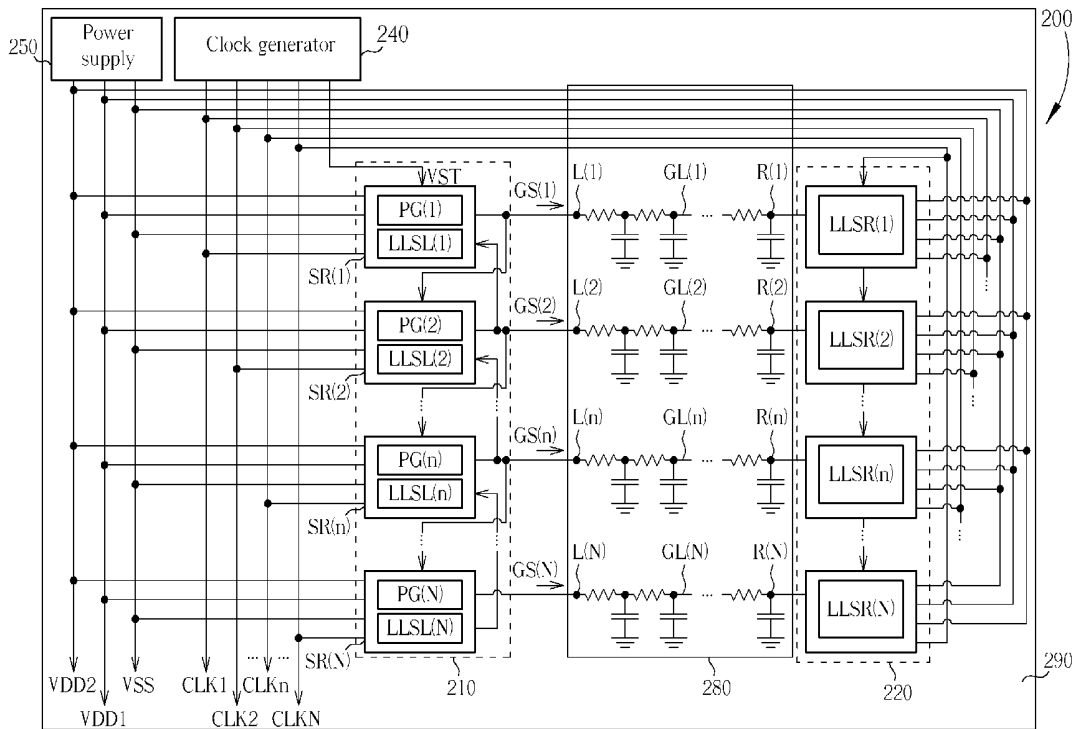 200
250
Power
supply
Clock generator
240
VST
GS(1)
L(1)
GL(1)
R(1)
PG(1)
LLSL(1)
SR(1)
LLSR(1)
GS(2)
L(2)
GL(2)
R(2)
PG(2)
LLSL(2)
SR(2)
LLSR(2)
GS(n)
L(n)
GL(n)
R(n)
PG(n)
LLSL(n)
SR(n)
LLSR(n)
GS(N)
L(N)
GL(N)
R(N)
PG(N)
LLSL(N)
SR(N)
LLSR(N)
VDD2
VSS
CLK1
CLKn
VDD1
CLK2
CLKN
210
280
220
290